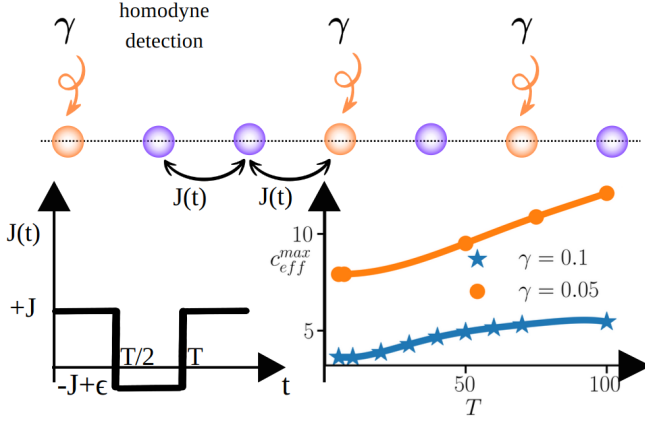 homodyne
detection
γ γ γ
J(t) J(t)
J(t)
+J
T/2 T
-J+ϵ
t
10
5
c_{eff}^{max}
γ = 0.1
γ = 0.05
50 100
T